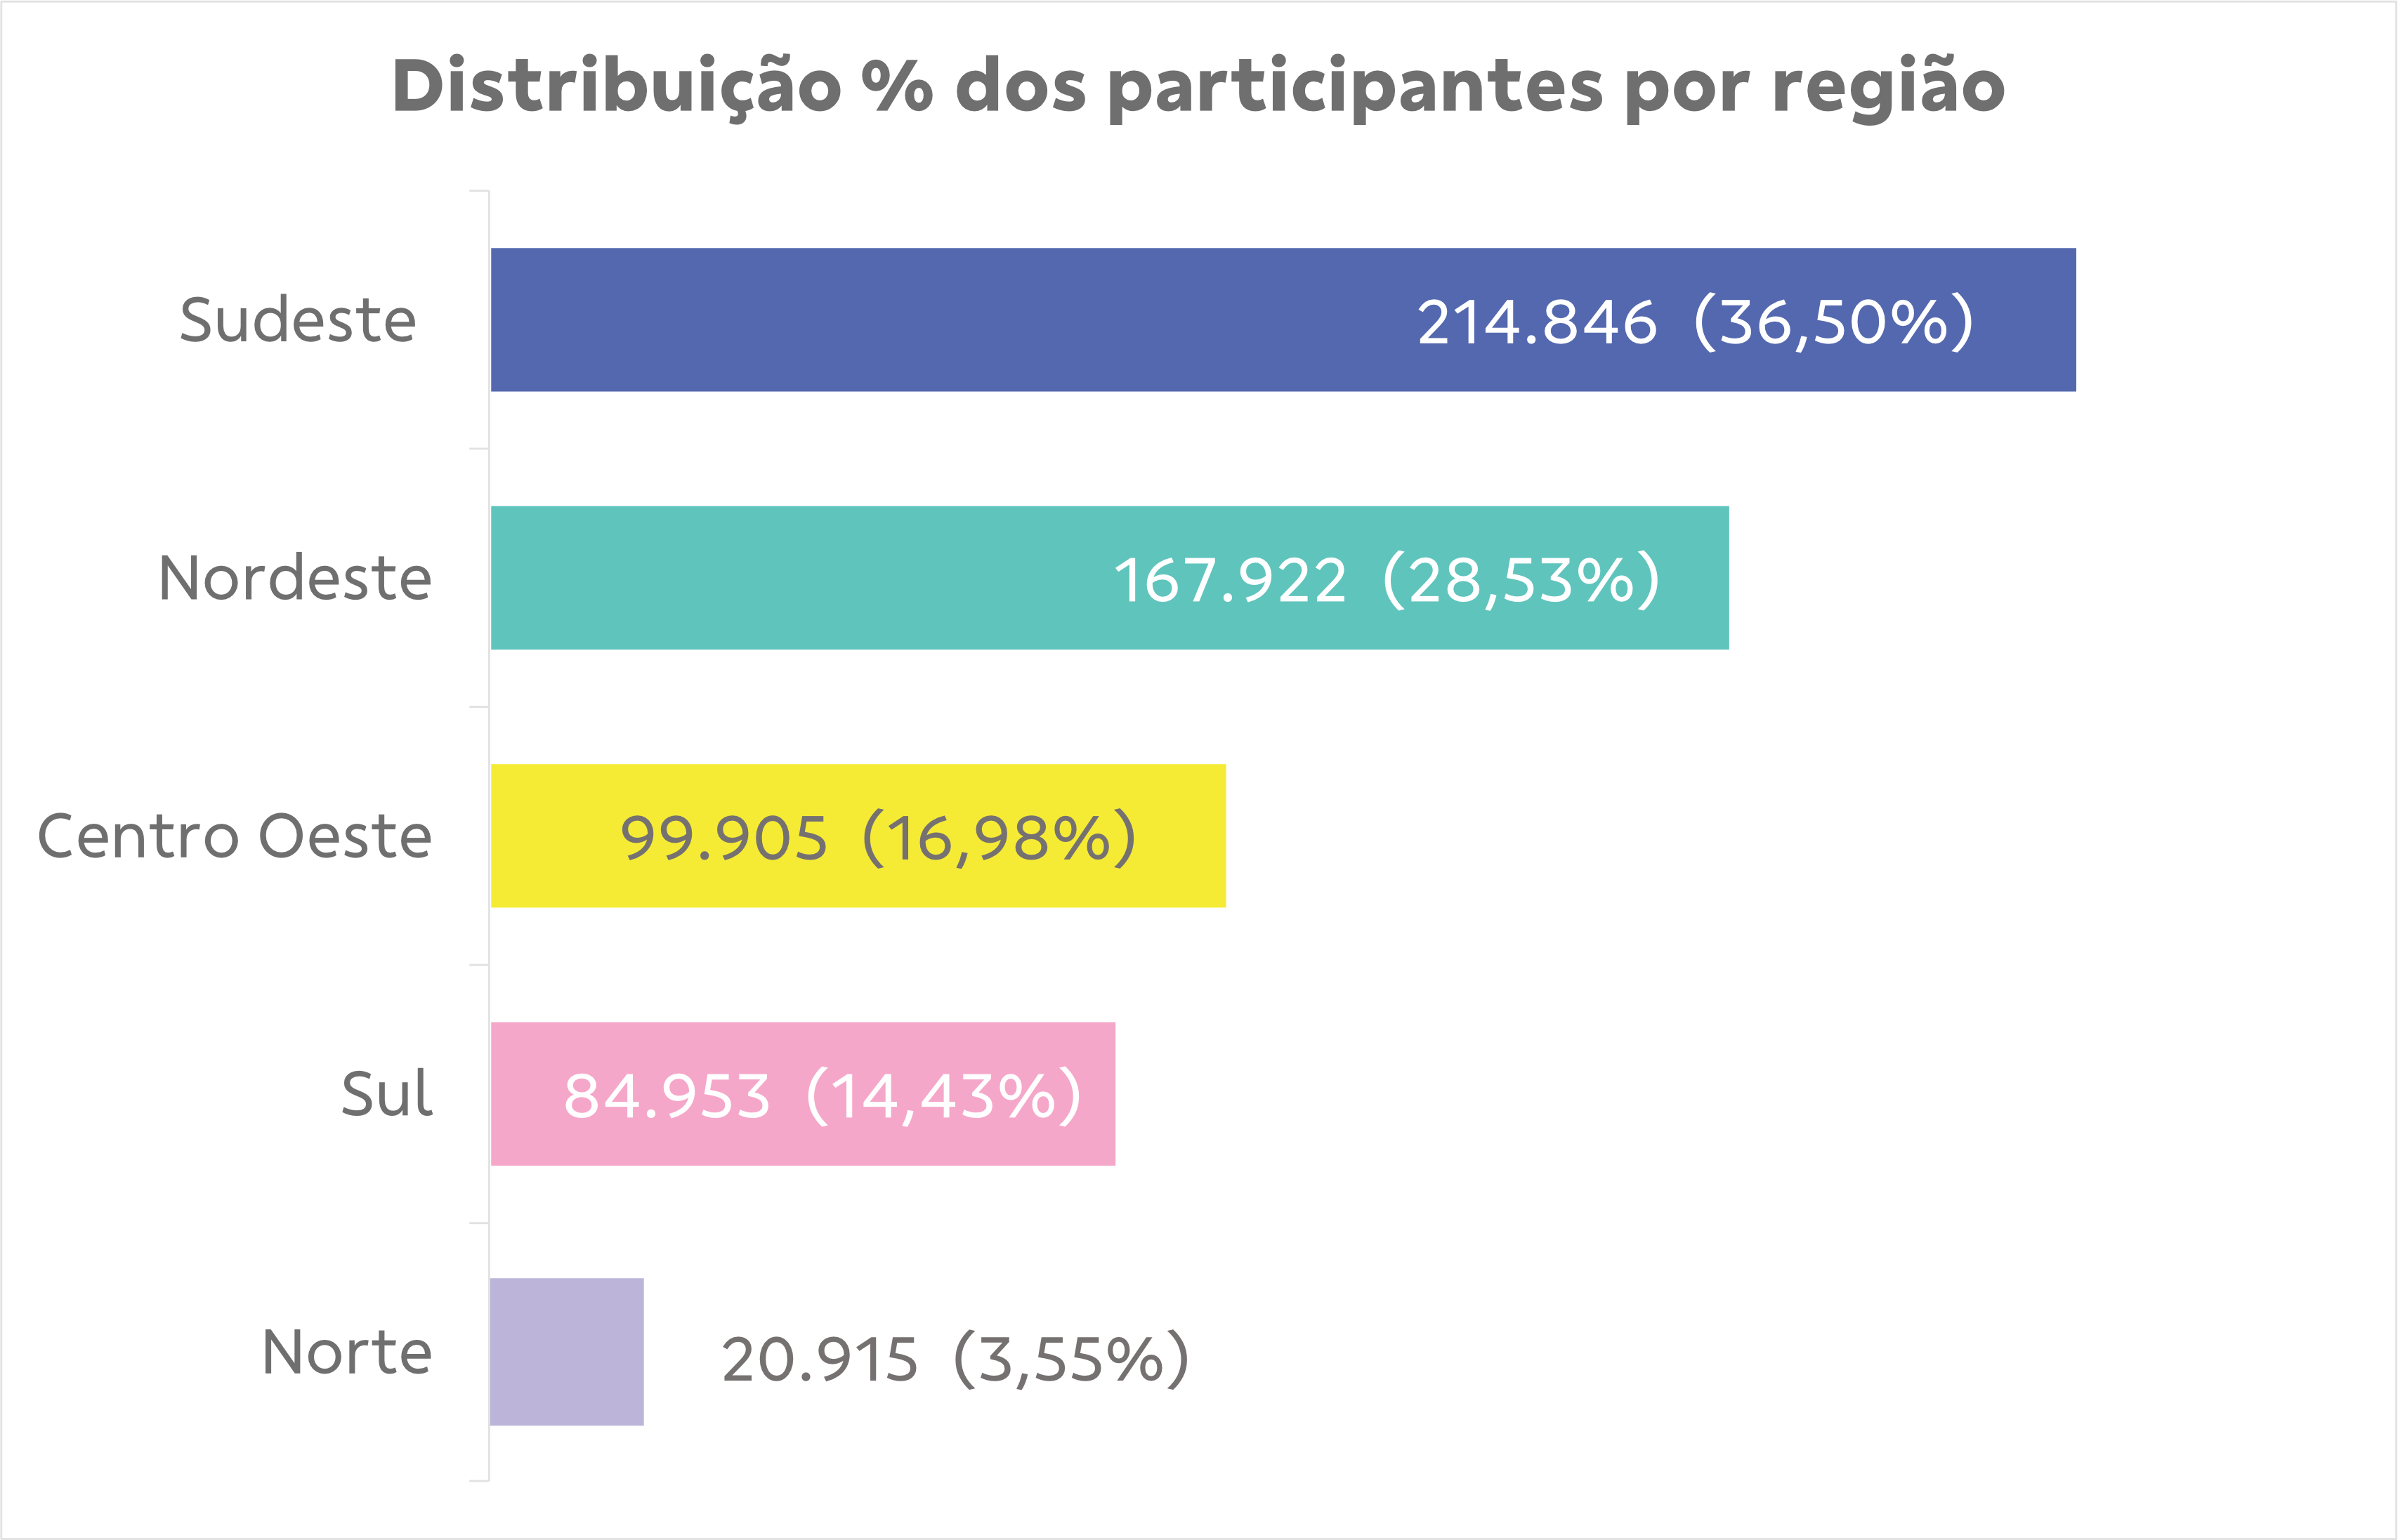 Distribuição % dos participantes por região
Sudeste 214.846 (36,50%)
Nordeste 167.922 (28,53%)
Centro Oeste 99.905 (16,98%)
Sul 84.953 (14,43%)
Norte 20.915 (3,55%)